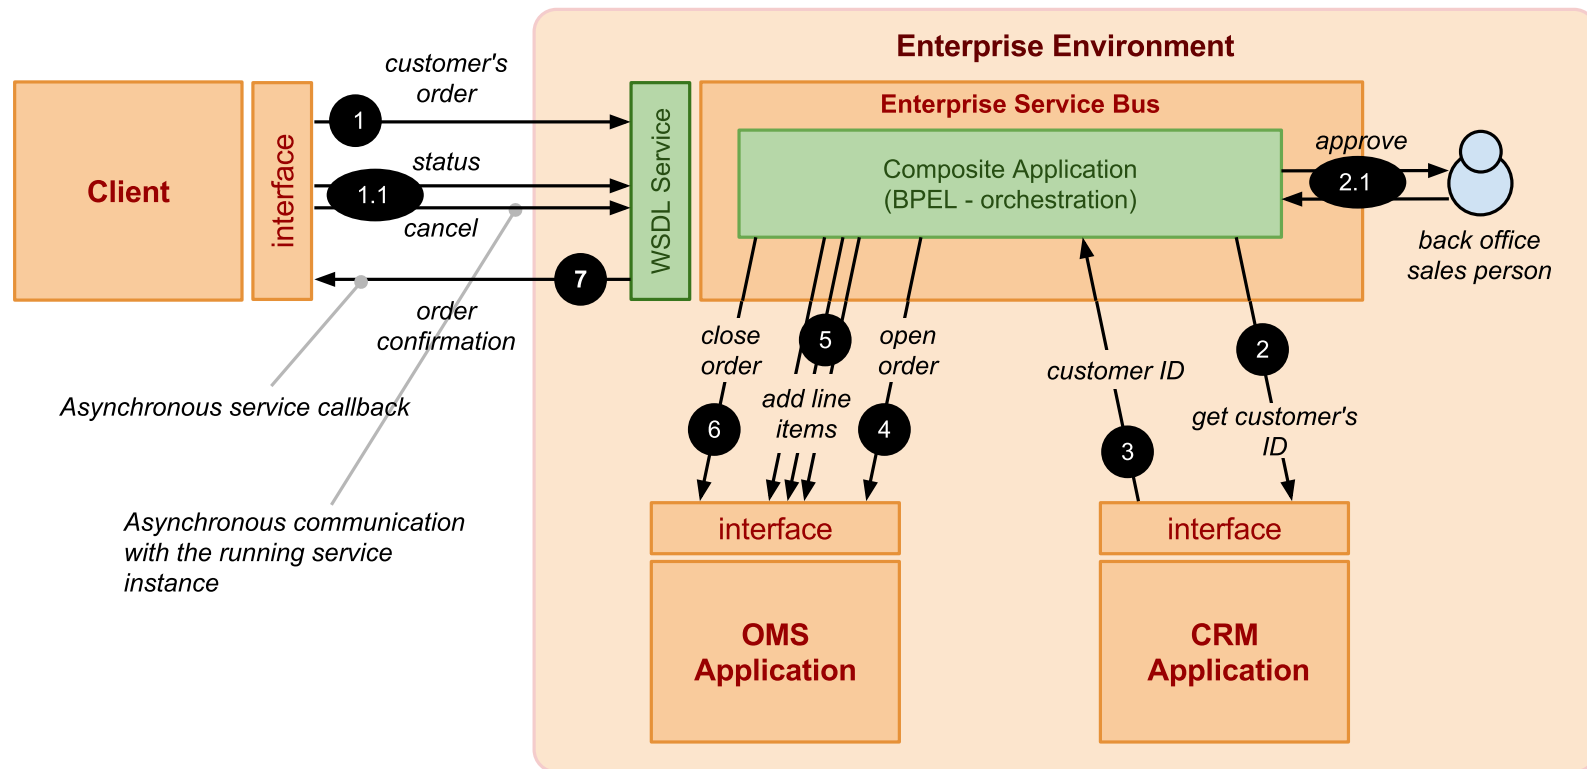 Enterprise Environment
customer's
order
Enterprise Service Bus
1
approve
status
Composite Application
(BPEL - orchestration)
2.1
Client
interface
1.1
WSDL Service
cancel
back office
sales person
7
order
confirmation
close
order
5
open
order
2
customer ID
Asynchronous service callback
add line
items
get customer's
ID
6
4
3
Asynchronous communication
with the running service
instance
interface
interface
OMS
Application
CRM
Application